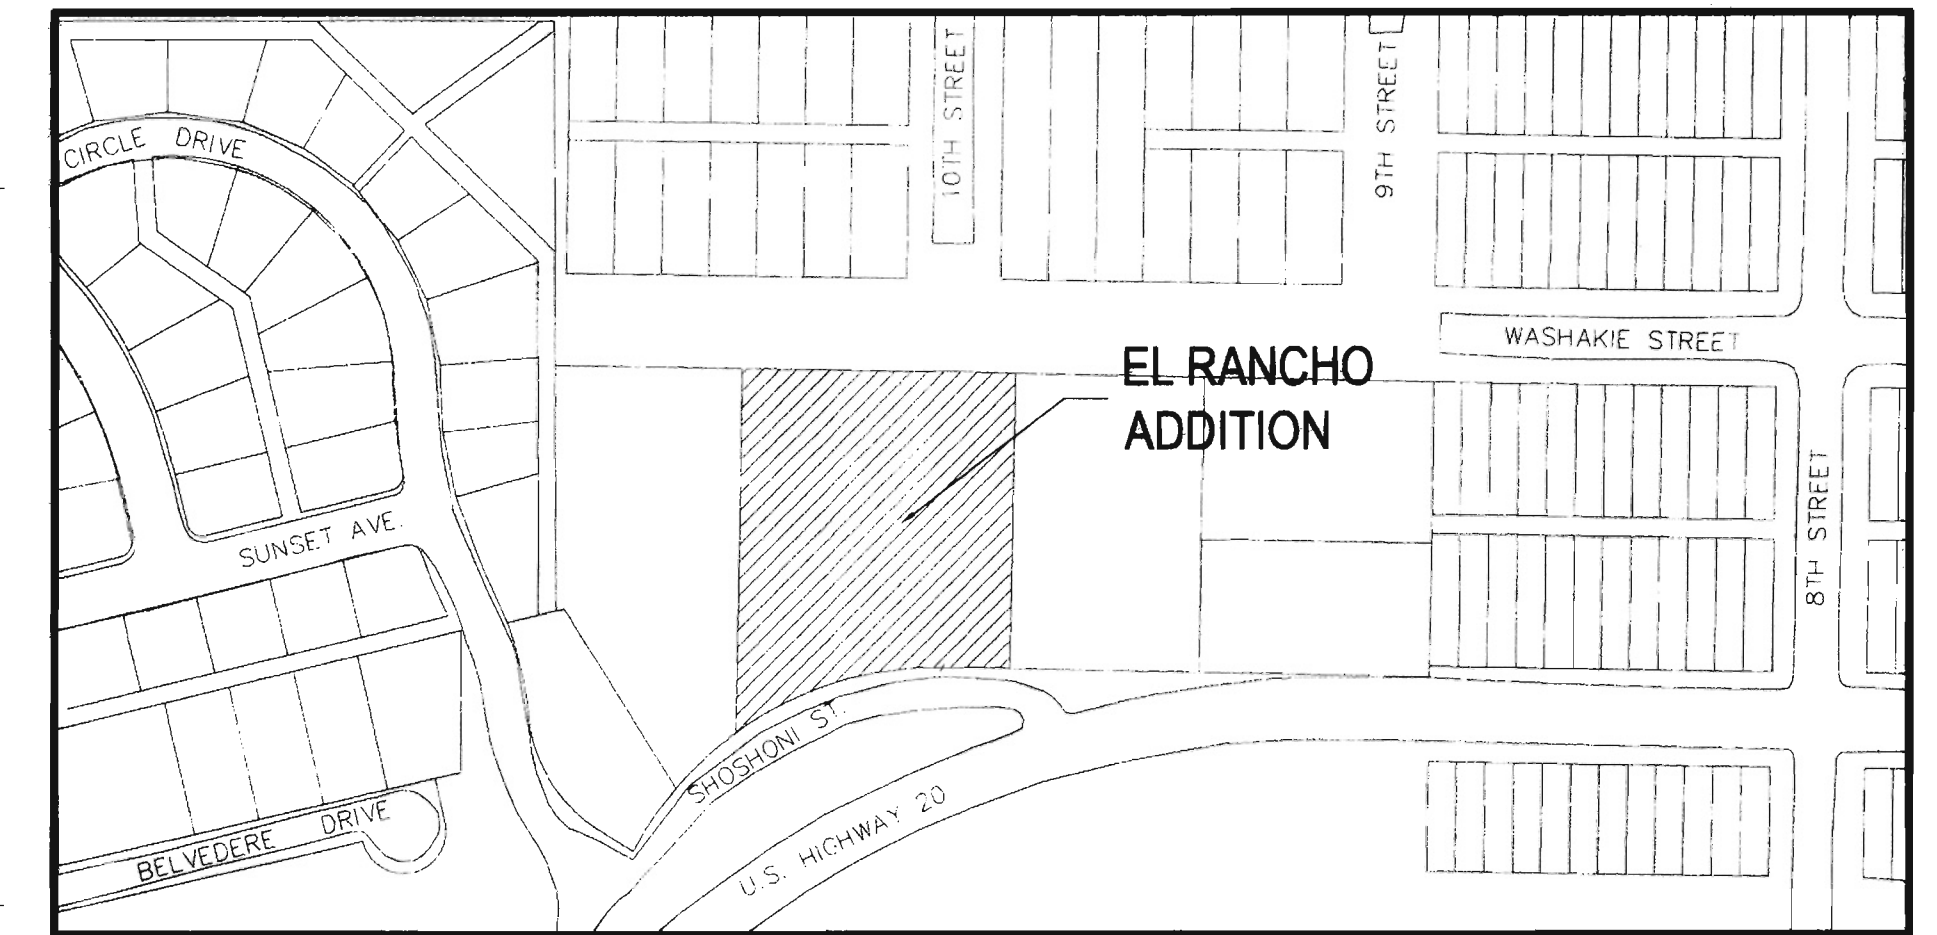 CIRCLE DRIVE
10TH STREET
9TH STREET
WASHAKIE STREET
EL RANCHO
ADDITION
8TH STREET
SUNSET AVE.
SHOSHONI ST.
U.S. HIGHWAY 20
BELVEDERE DRIVE